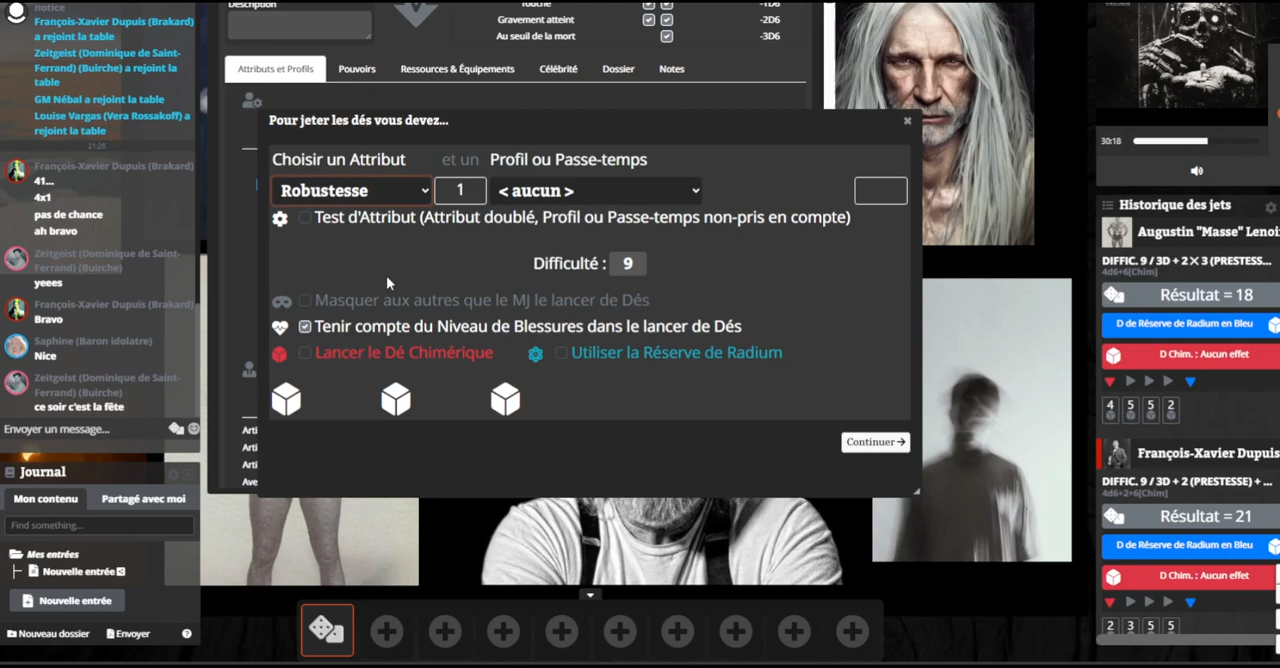 notice
François-Xavier Dupuis (Brakard)
a rejoint la table
Zeitgeist (Dominique de Saint-
Ferrand) (Buirche) a rejoint la
table
GM Nébal a rejoint la table
Louise Vargas (Vera Rossakoff) a
rejoint la table
21:26
François-Xavier Dupuis (Brakard)
41...
4x1
pas de chance
ah bravo
Zeitgeist (Dominique de Saint-
Ferrand) (Buirche)
yeees
François-Xavier Dupuis (Brakard)
Bravo
Saphine (Baron idolatre)
Nice
Zeitgeist (Dominique de Saint-
Ferrand) (Buirche)
ce soir c'est la fête
Envoyer un message...
Journal
Mon contenu
Partagé avec moi
Find something...
Mes entrées
Nouvelle entrée
Nouvelle entrée
Nouveau dossier
Envoyer
?
Description
Touché
-1D6
Gravement atteint
-2D6
Au seuil de la mort
-3D6
Attributs et Profils
Pouvoirs
Ressources & Équipements
Célébrité
Dossier
Notes
Pour jeter les dés vous devez...
×
Choisir un Attribut
et un
Profil ou Passe-temps
Robustesse
1
< aucun >
Test d'Attribut (Attribut doublé, Profil ou Passe-temps non-pris en compte)
Difficulté :
9
Masquer aux autres que le MJ le lancer de Dés
Tenir compte du Niveau de Blessures dans le lancer de Dés
Lancer le Dé Chimérique
Utiliser la Réserve de Radium
Continuer
Arti
Arti
Arti
Ave
30:18
Historique des jets
Augustin "Masse" Lenoi
DIFFIC. 9 / 3D + 2 × 3 (PRESTESS...
4d6+6[Chim]
Résultat = 18
D de Réserve de Radium en Bleu
D Chim. : Aucun effet
4 5 5 2
François-Xavier Dupuis
DIFFIC. 9 / 3D + 2 (PRESTESSE) + ...
4d6+2+6[Chim]
Résultat = 21
D de Réserve de Radium en Bleu
D Chim. : Aucun effet
2 3 5 5